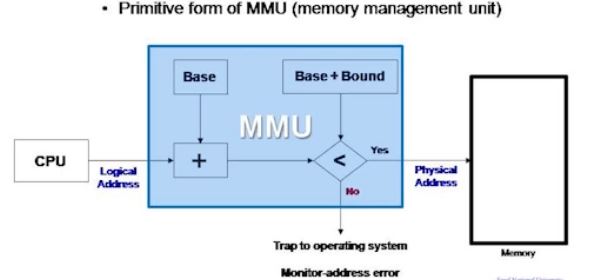 • Primitive form of MMU (memory management unit)
Base
Base + Bound
MMU
CPU
Logical
Address
+
<
Yes
No
Physical
Address
Trap to operating system
Monitor-address error
Memory